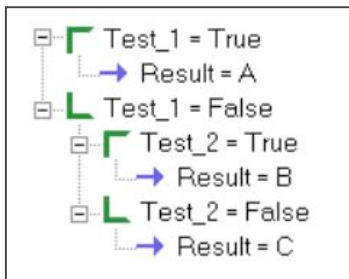 Test_1 = True
Result = A
Test_1 = False
Test_2 = True
Result = B
Test_2 = False
Result = C